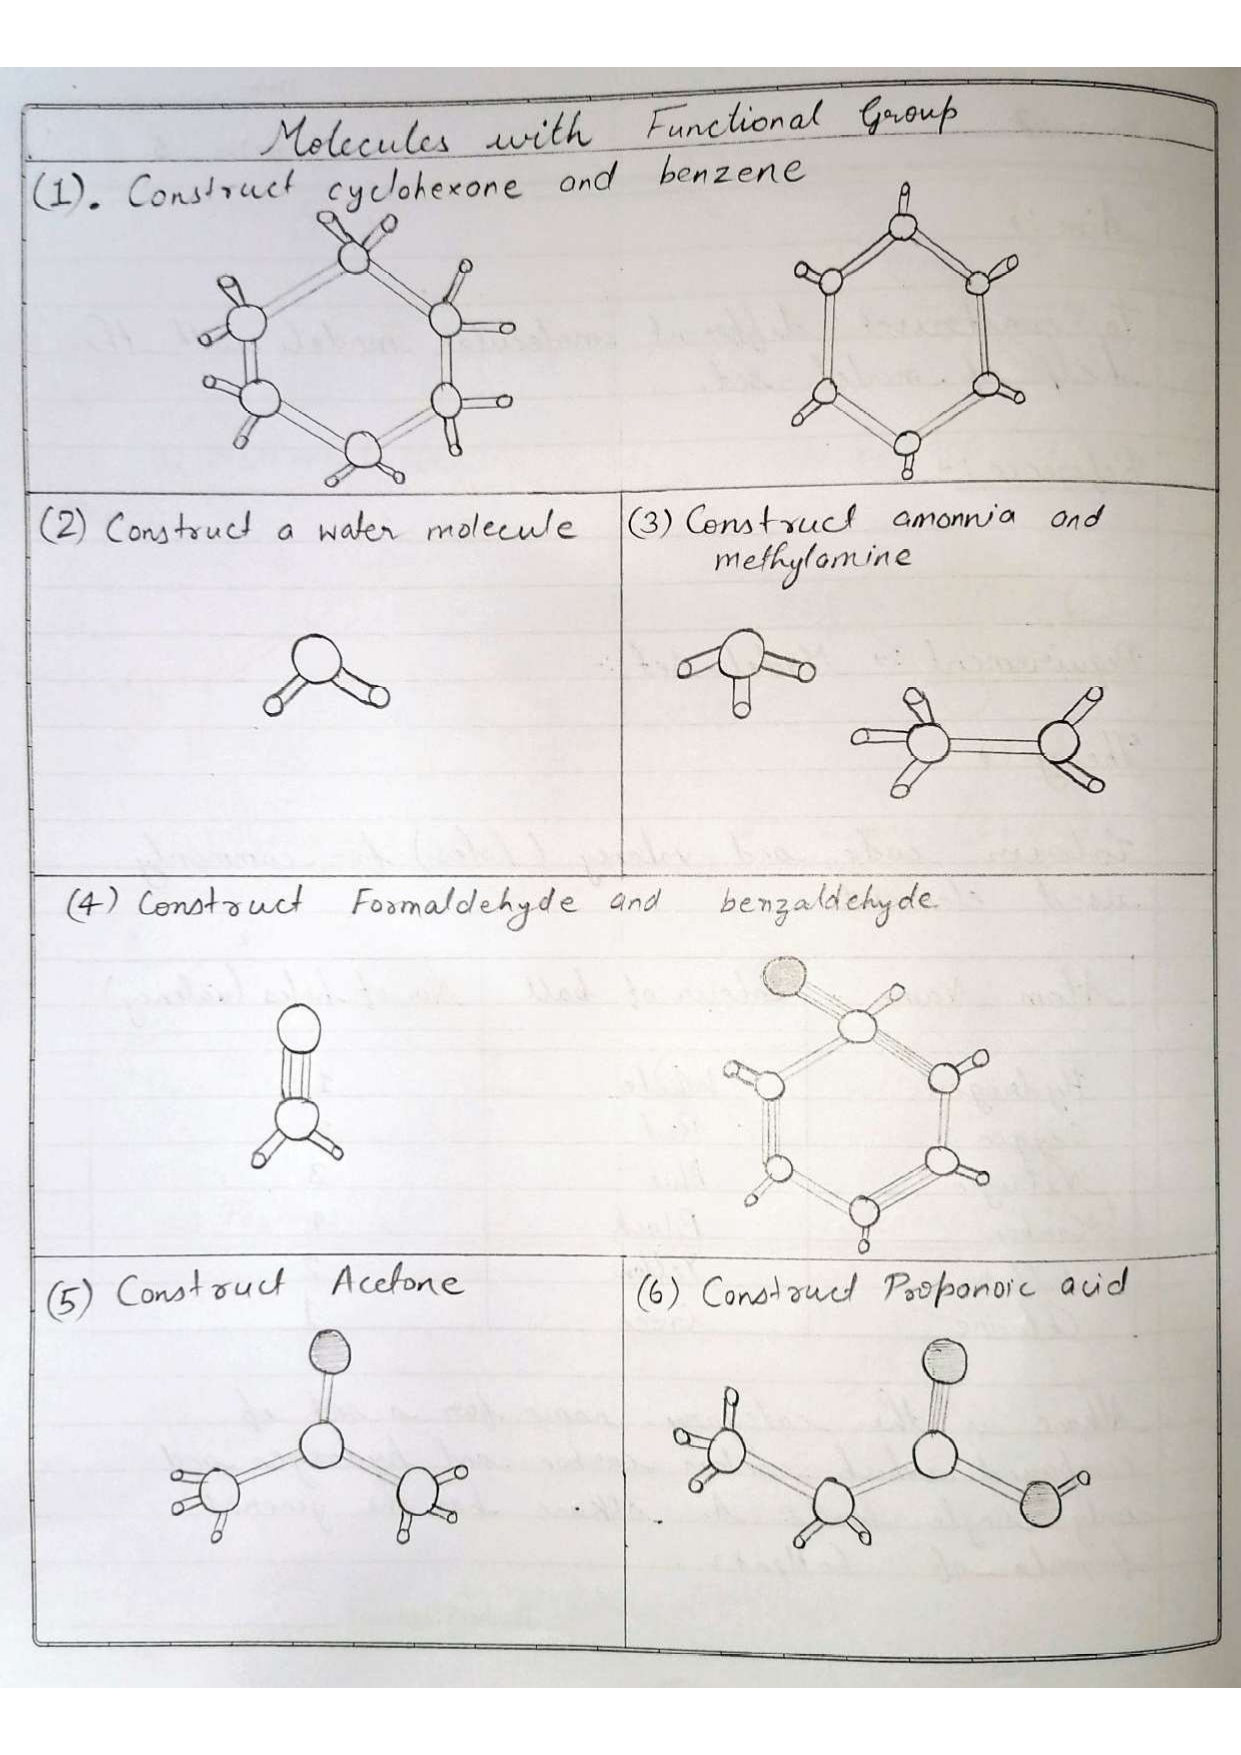 Molecules with Functional Group
(1). Construct cyclohexone and benzene
(2) Construct a water molecule
(3) Construct amonnia and
methylamine
(4) Construct Formaldehyde and benzaldehyde.
(5) Construct Acetone
(6) Construct Propanoic acid